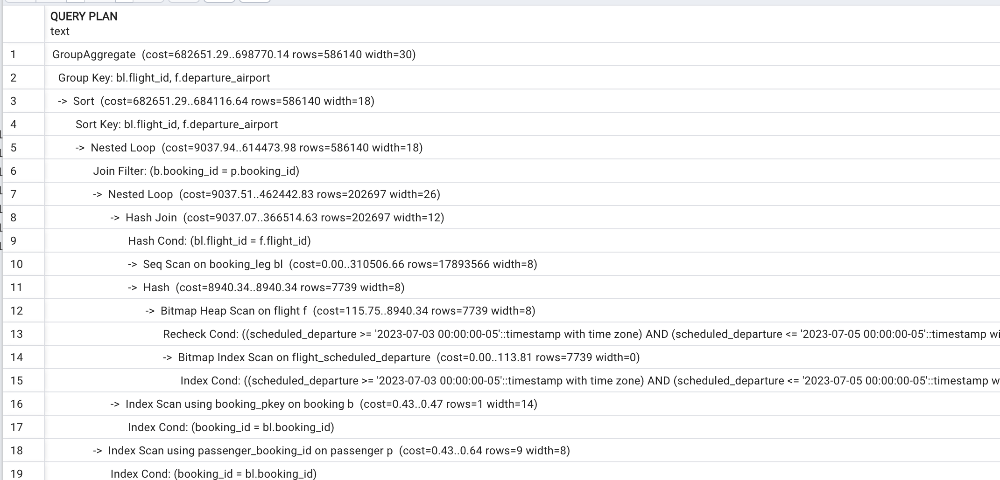 QUERY PLAN
text
1 GroupAggregate (cost=682651.29..698770.14 rows=586140 width=30)
2 Group Key: bl.flight_id, f.departure_airport
3 -> Sort (cost=682651.29..684116.64 rows=586140 width=18)
4 Sort Key: bl.flight_id, f.departure_airport
5 -> Nested Loop (cost=9037.94..614473.98 rows=586140 width=18)
6 Join Filter: (b.booking_id = p.booking_id)
7 -> Nested Loop (cost=9037.51..462442.83 rows=202697 width=26)
8 -> Hash Join (cost=9037.07..366514.63 rows=202697 width=12)
9 Hash Cond: (bl.flight_id = f.flight_id)
10 -> Seq Scan on booking_leg bl (cost=0.00..310506.66 rows=17893566 width=8)
11 -> Hash (cost=8940.34..8940.34 rows=7739 width=8)
12 -> Bitmap Heap Scan on flight f (cost=115.75..8940.34 rows=7739 width=8)
13 Recheck Cond: ((scheduled_departure >= '2023-07-03 00:00:00-05'::timestamp with time zone) AND (scheduled_departure <= '2023-07-05 00:00:00-05'::timestamp wi
14 -> Bitmap Index Scan on flight_scheduled_departure (cost=0.00..113.81 rows=7739 width=0)
15 Index Cond: ((scheduled_departure >= '2023-07-03 00:00:00-05'::timestamp with time zone) AND (scheduled_departure <= '2023-07-05 00:00:00-05'::timestamp w
16 -> Index Scan using booking_pkey on booking b (cost=0.43..0.47 rows=1 width=14)
17 Index Cond: (booking_id = bl.booking_id)
18 -> Index Scan using passenger_booking_id on passenger p (cost=0.43..0.64 rows=9 width=8)
19 Index Cond: (booking_id = bl.booking_id)